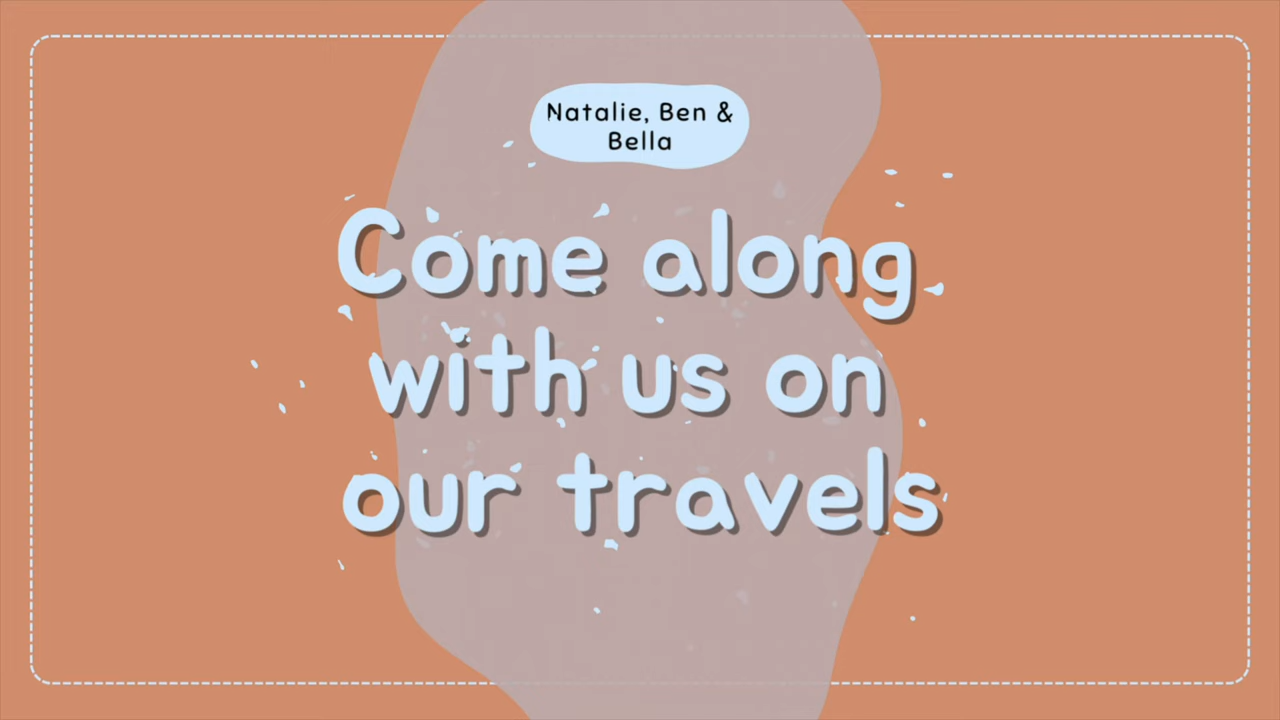 Natalie, Ben &
Bella
Come along
with us on
our travels